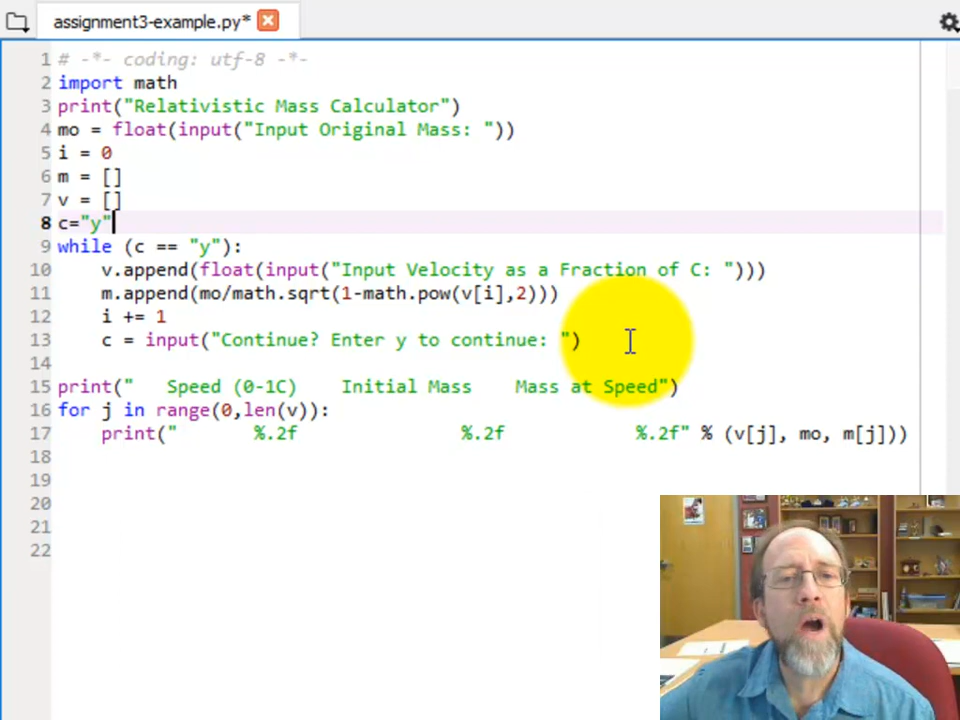 assignment3-example.py*
1 # -*- coding: utf-8 -*-
2 import math
3 print("Relativistic Mass Calculator")
4 mo = float(input("Input Original Mass: "))
5 i = 0
6 m = []
7 v = []
8 c="y"
9 while (c == "y"):
10     v.append(float(input("Input Velocity as a Fraction of C: ")))
11     m.append(mo/math.sqrt(1-math.pow(v[i],2)))
12     i += 1
13     c = input("Continue? Enter y to continue: ")
14
15 print("   Speed (0-1C)    Initial Mass    Mass at Speed")
16 for j in range(0,len(v)):
17     print("       %.2f               %.2f            %.2f" % (v[j], mo, m[j]))
18
19
20
21
22